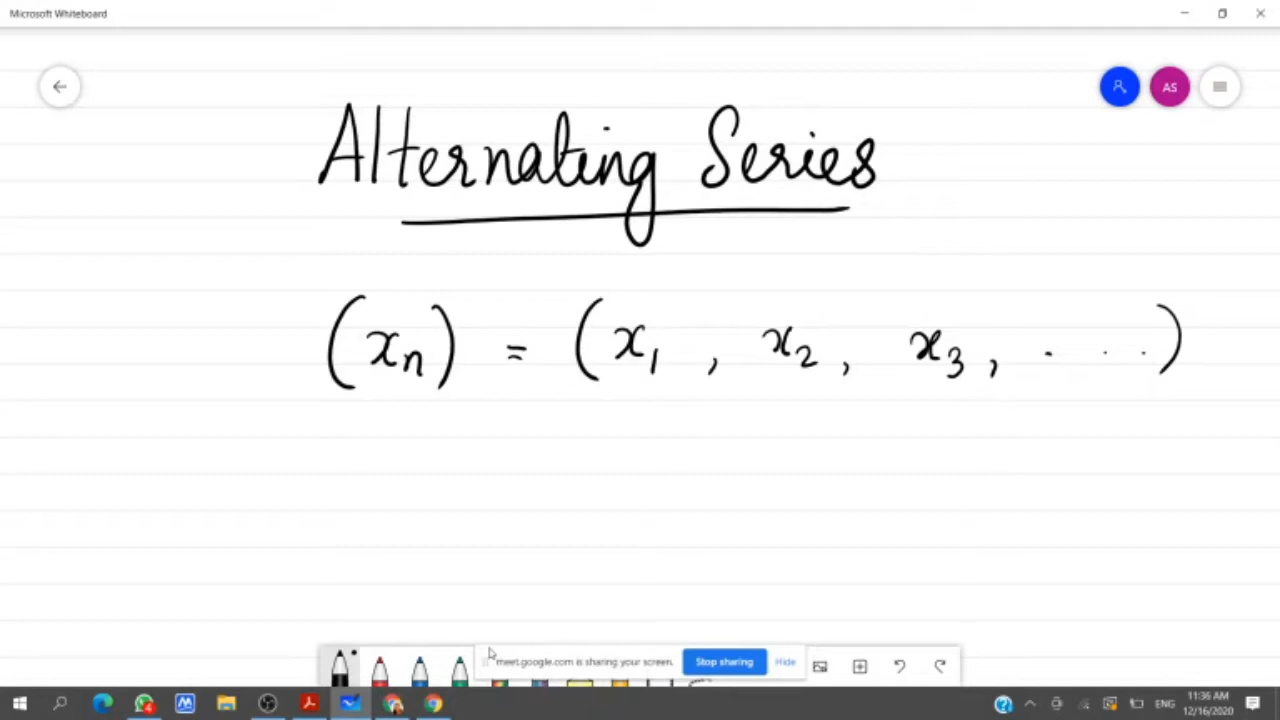 Microsoft Whiteboard
AS
Alternating Series
(xₙ) = (x₁, x₂, x₃, . . . .)
meet.google.com is sharing your screen. Stop sharing Hide
4
ENG
11:36 AM
12/16/2020